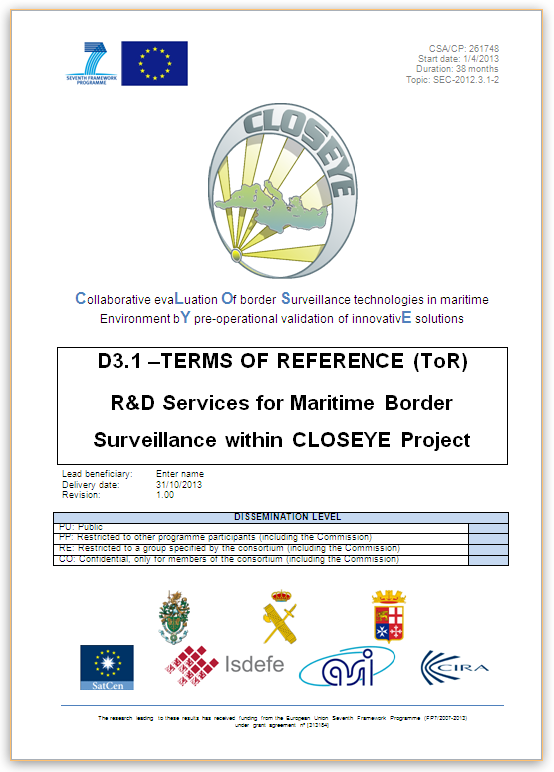 CSA/CP: 261748
Start date: 1/4/2013
Duration: 38 months
Topic: SEC-2012.3.1-2
7
SEVENTH FRAMEWORK
PROGRAMME
CLOSEYE
Collaborative evaLuation Of border Surveillance technologies in maritime
Environment bY pre-operational validation of innovativE solutions
D3.1 –TERMS OF REFERENCE (ToR)
R&D Services for Maritime Border
Surveillance within CLOSEYE Project
Lead beneficiary: Enter name
Delivery date: 31/10/2013
Revision: 1.00
DISSEMINATION LEVEL
PU: Public
PP: Restricted to other programme participants (including the Commission)
RE: Restricted to a group specified by the consortium (including the Commission)
CO: Confidential, only for members of the consortium (including the Commission)
SatCen
Isdefe
asi
CIRA
The research leading to these results has received funding from the European Union Seventh Framework Programme (FP7/2007-2013)
under grant agreement n° [313184]